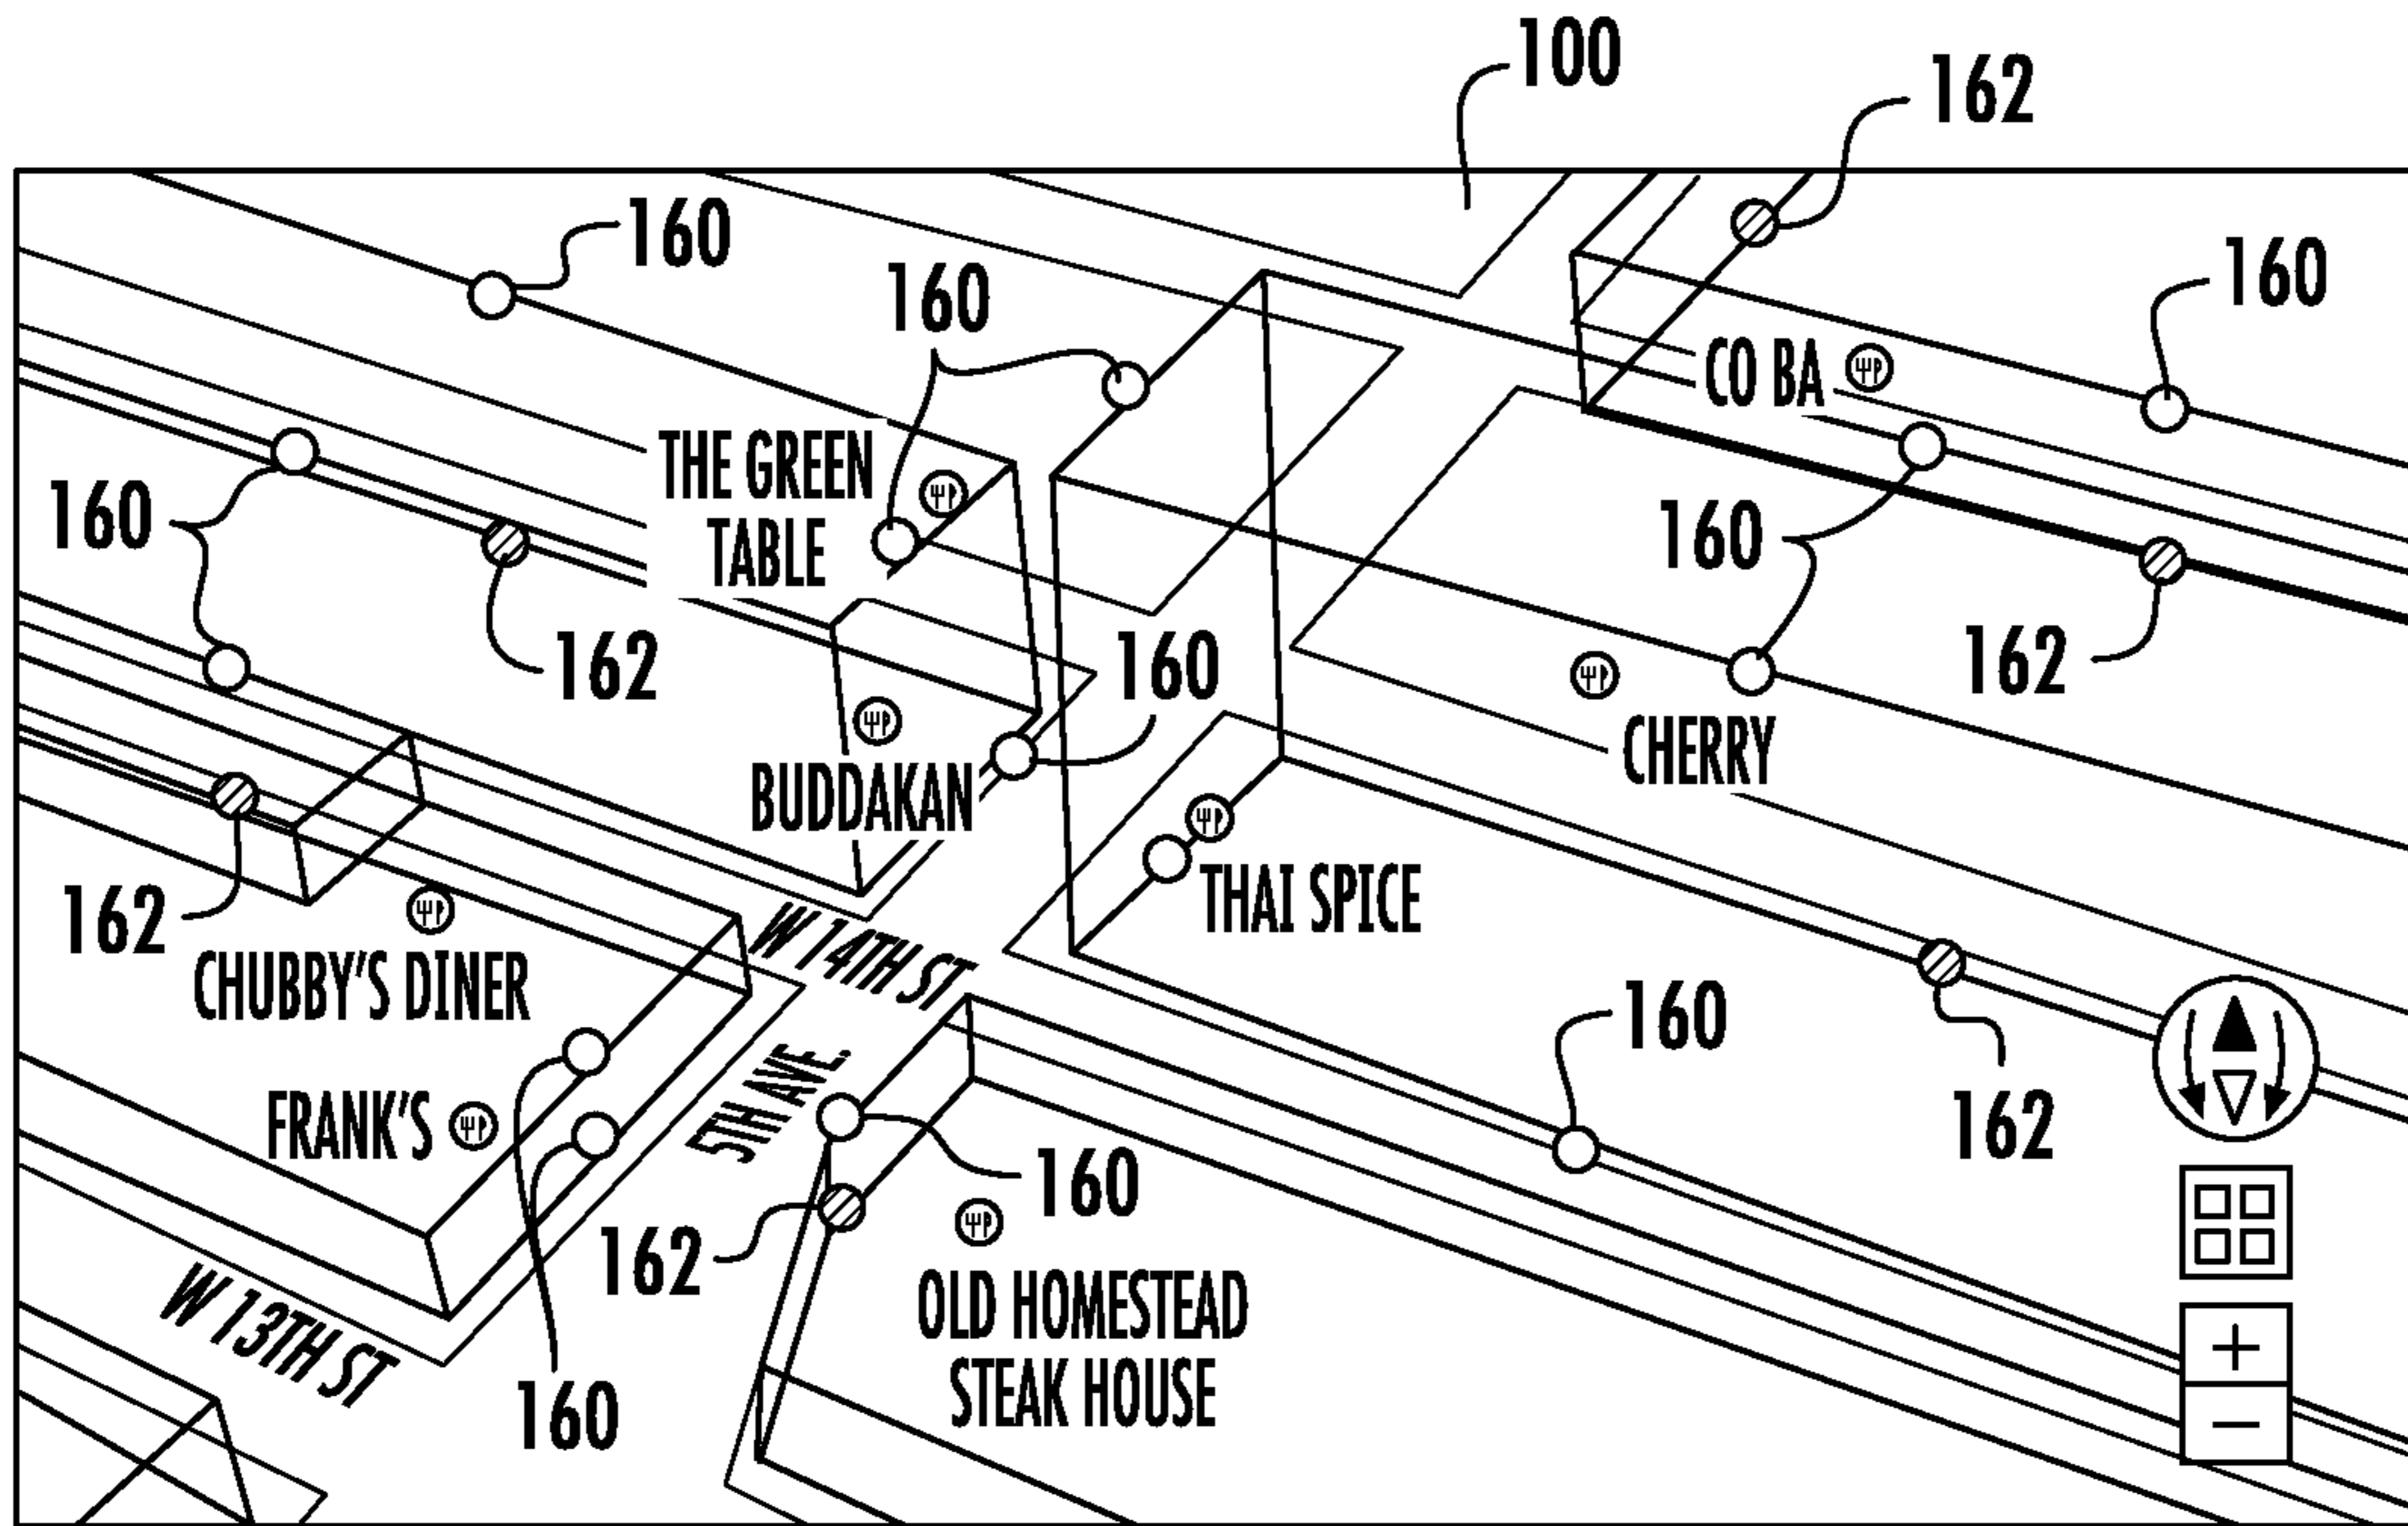 100
162
160
160
160
CO BA
THE GREEN
TABLE
160
160
162
160
162
CHERRY
BUDDAKAN
THAI SPICE
162
W 14TH ST
CHUBBY'S DINER
160
5TH AVE.
FRANK'S
162
160
162
W 13TH ST
OLD HOMESTEAD
STEAK HOUSE
160
+
−